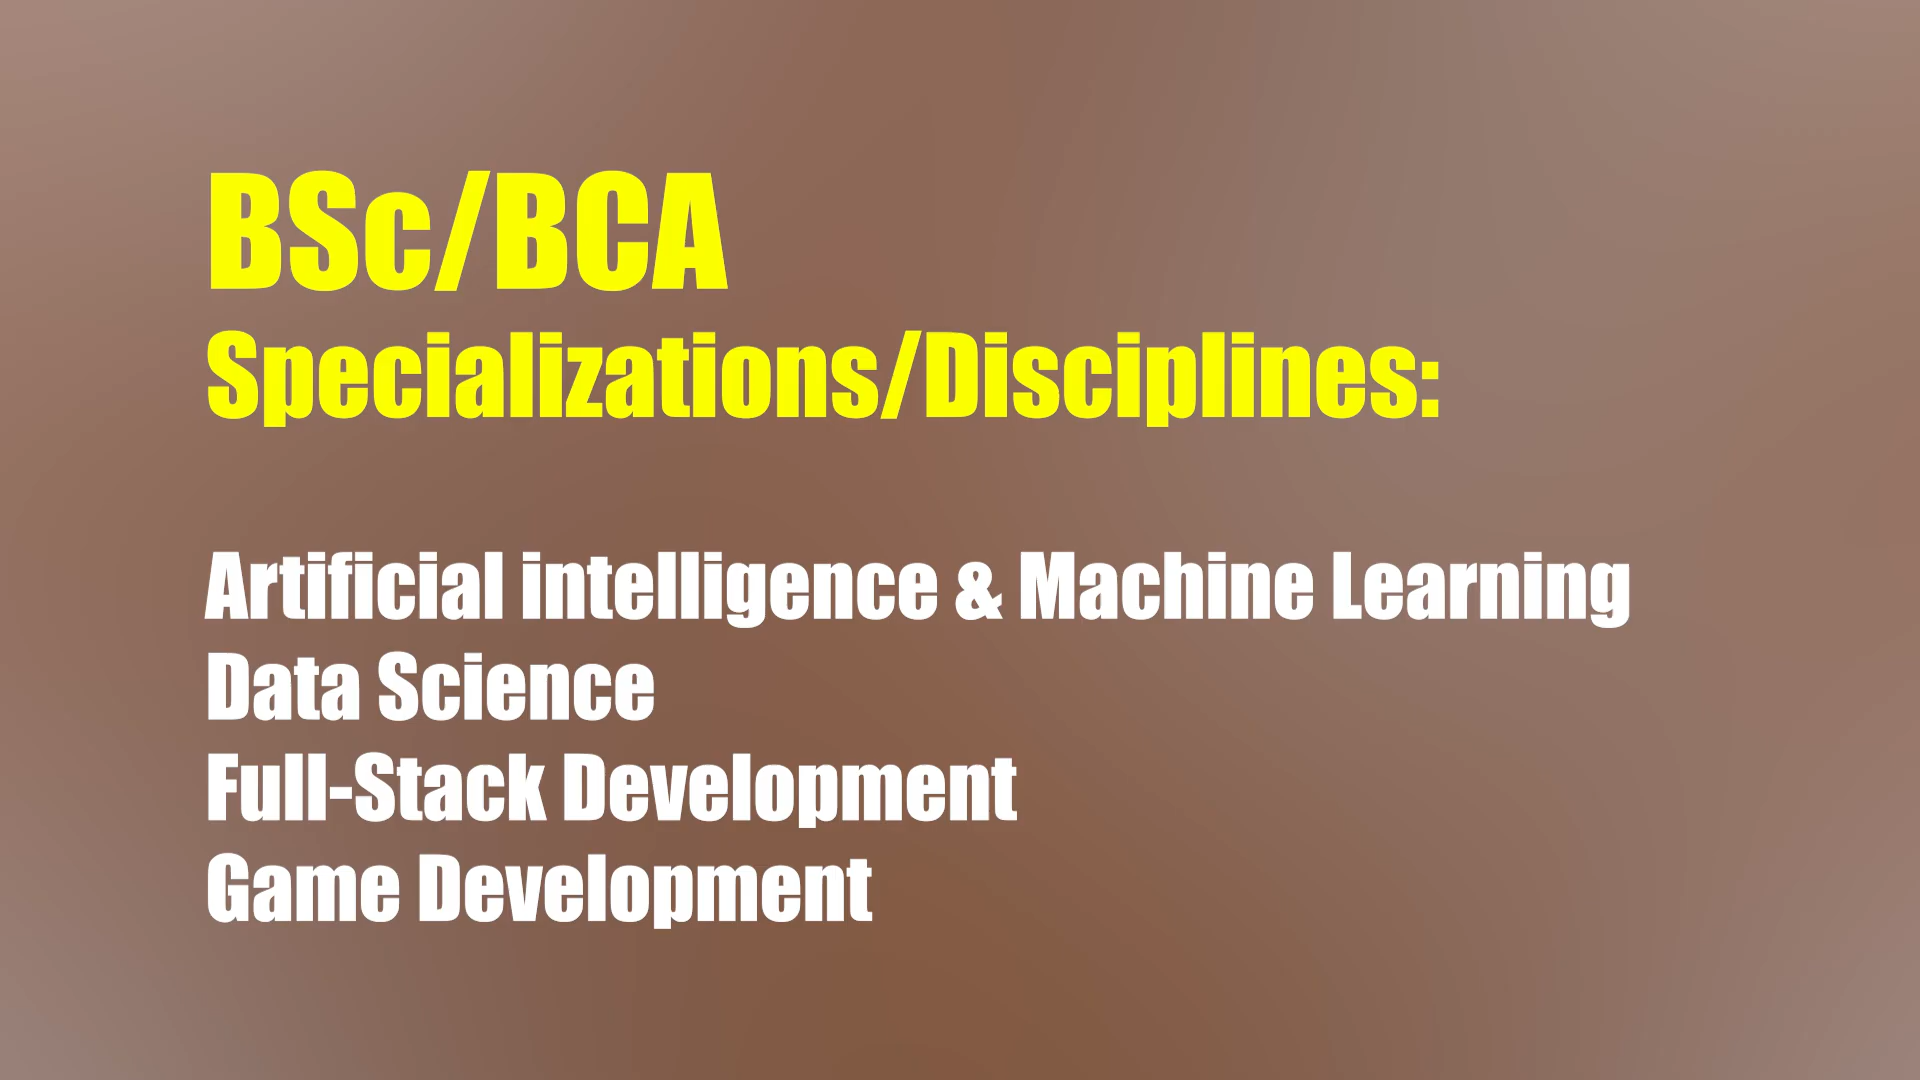 BSc/BCA
Specializations/Disciplines:
Artificial intelligence & Machine Learning
Data Science
Full-Stack Development
Game Development